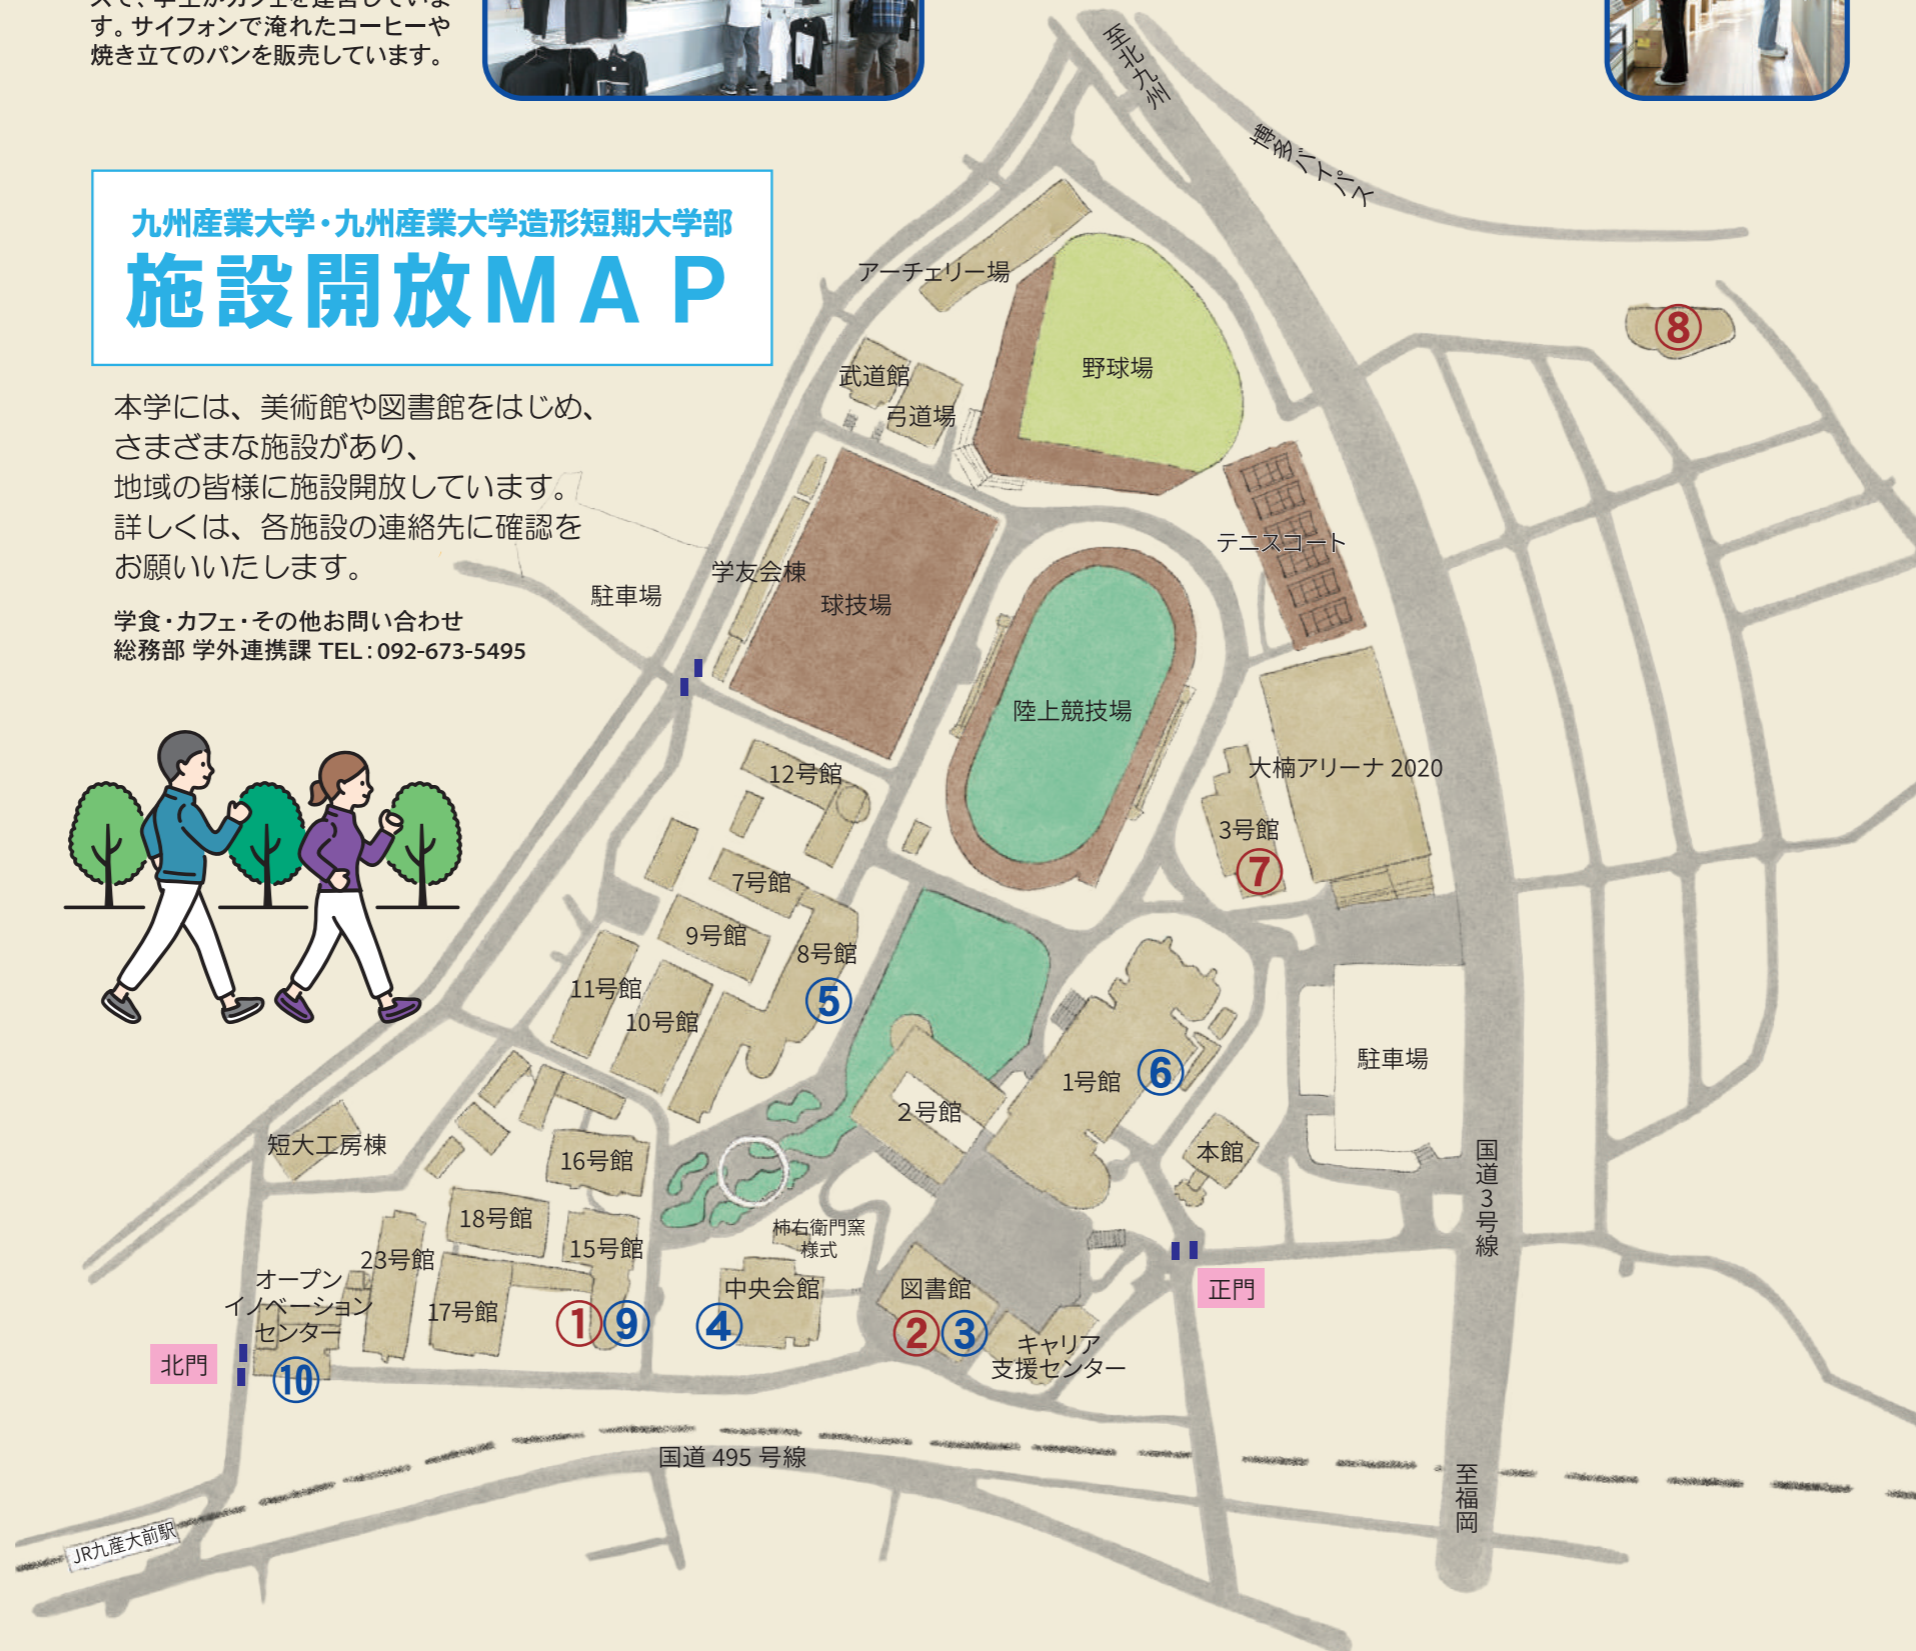 す。サイフォンで淹れたコーヒーや
焼き立てのパンを販売しています。
九州産業大学・九州産業大学造形短期大学部
施設開放MAP
本学には、美術館や図書館をはじめ、
さまざまな施設があり、
地域の皆様に施設開放しています。
詳しくは、各施設の連絡先に確認を
お願いいたします。
学食・カフェ・その他お問い合わせ
総務部 学外連携課 TEL:092-673-5495
至北九州
博多バイパス
アーチェリー場
野球場
⑧
武道館
弓道場
テニスコート
学友会棟
駐車場
球技場
陸上競技場
12号館
大楠アリーナ 2020
3号館
⑦
7号館
9号館
8号館
⑤
11号館
10号館
1号館
⑥
駐車場
2号館
短大工房棟
16号館
本館
国道3号線
18号館
15号館
柿右衛門窯
様式
23号館
オープン
イノベーション
センター
17号館
中央会館
図書館
正門
①⑨
④
②③
キャリア
支援センター
北門
⑩
国道 495 号線
至福岡
JR九産大前駅